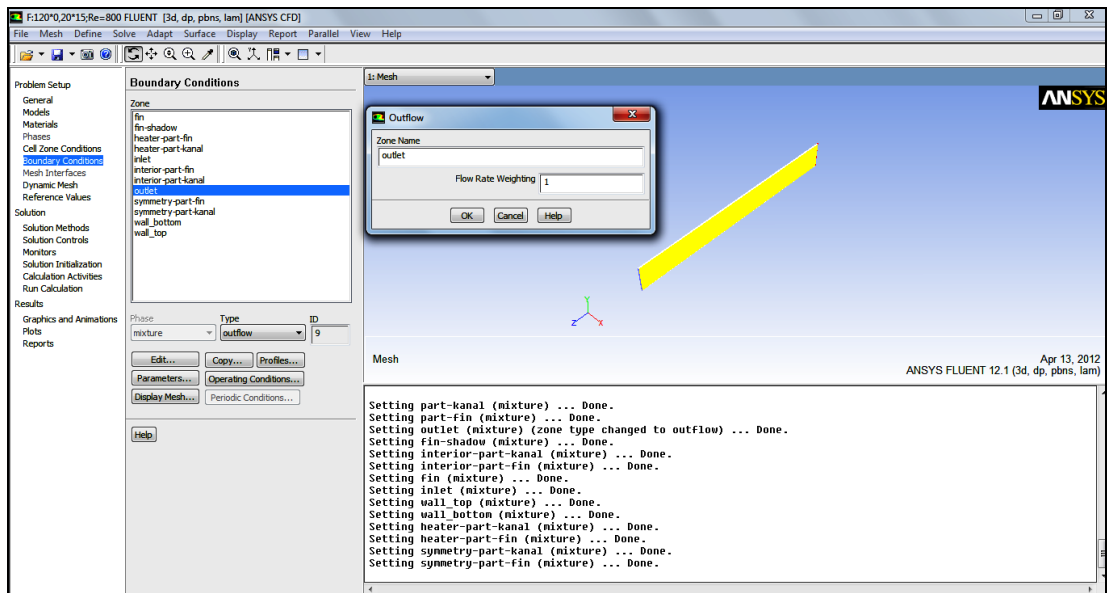 F:120*0,20*15;Re=800 FLUENT [3d, dp, pbns, lam] [ANSYS CFD]
File Mesh Define Solve Adapt Surface Display Report Parallel View Help
Problem Setup
General
Models
Materials
Phases
Cell Zone Conditions
Boundary Conditions
Mesh Interfaces
Dynamic Mesh
Reference Values
Solution
Solution Methods
Solution Controls
Monitors
Solution Initialization
Calculation Activities
Run Calculation
Results
Graphics and Animations
Plots
Reports
Boundary Conditions
Zone
fin
fin-shadow
heater-part-fin
heater-part-kanal
inlet
interior-part-fin
interior-part-kanal
outlet
symmetry-part-fin
symmetry-part-kanal
wall_bottom
wall_top
Phase Type ID
mixture outflow 9
Edit... Copy... Profiles...
Parameters... Operating Conditions...
Display Mesh... Periodic Conditions...
Help
1: Mesh
ANSYS
Outflow
Zone Name
outlet
Flow Rate Weighting 1
OK Cancel Help
Y
Z X
Mesh
Apr 13, 2012
ANSYS FLUENT 12.1 (3d, dp, pbns, lam)
Setting part-kanal (mixture) ... Done.
Setting part-fin (mixture) ... Done.
Setting outlet (mixture) (zone type changed to outflow) ... Done.
Setting fin-shadow (mixture) ... Done.
Setting interior-part-kanal (mixture) ... Done.
Setting interior-part-fin (mixture) ... Done.
Setting fin (mixture) ... Done.
Setting inlet (mixture) ... Done.
Setting wall_top (mixture) ... Done.
Setting wall_bottom (mixture) ... Done.
Setting heater-part-kanal (mixture) ... Done.
Setting heater-part-fin (mixture) ... Done.
Setting symmetry-part-kanal (mixture) ... Done.
Setting symmetry-part-fin (mixture) ... Done.